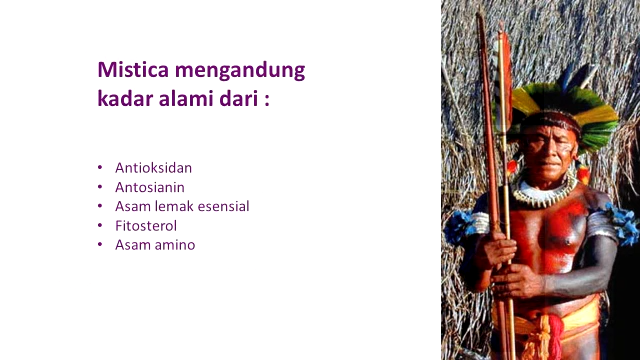 Mistica mengandung
kadar alami dari :
• Antioksidan
• Antosianin
• Asam lemak esensial
• Fitosterol
• Asam amino